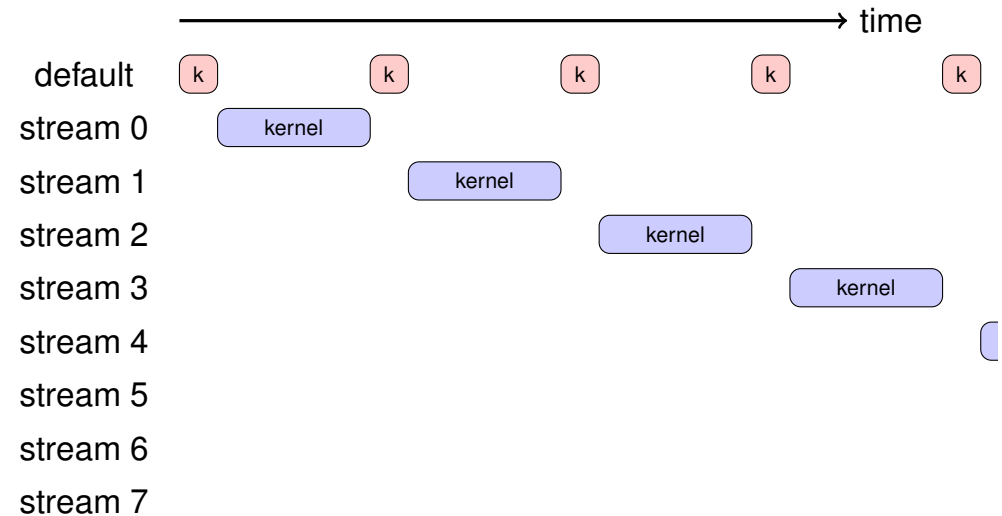 time
default k k k k k
stream 0 kernel
stream 1 kernel
stream 2 kernel
stream 3 kernel
stream 4
stream 5
stream 6
stream 7